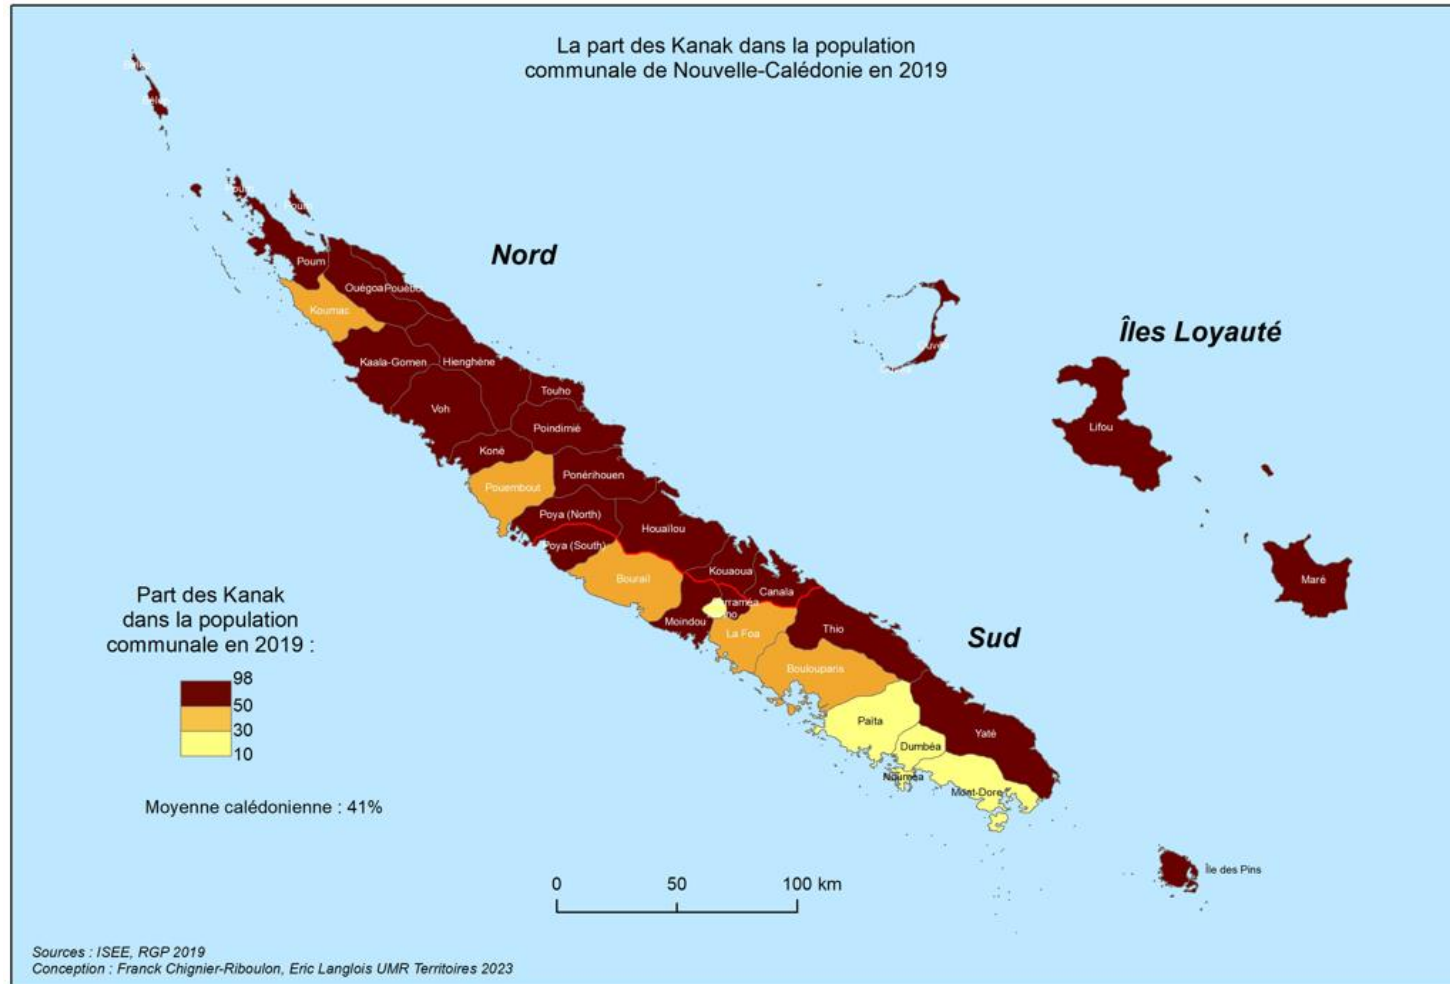 La part des Kanak dans la population
communale de Nouvelle-Calédonie en 2019
Nord
Îles Loyauté
Sud
Poum
Poum
Poum
Ouégoa
Koumac
Kaala-Gomen
Hienghène
Touho
Voh
Poindimié
Koné
Ponérihouen
Pouembout
Poya (North)
Houaïlou
Poya (South)
Kouaoua
Bourail
Canala
Moindou
La Foa
Thio
Boulouparis
Païta
Yaté
Dumbéa
Nouméa
Mont-Dore
Île des Pins
Lifou
Maré
Part des Kanak
dans la population
communale en 2019 :
98
50
30
10
Moyenne calédonienne : 41%
0 50 100 km
Sources : ISEE, RGP 2019
Conception : Franck Chignier-Riboulon, Eric Langlois UMR Territoires 2023